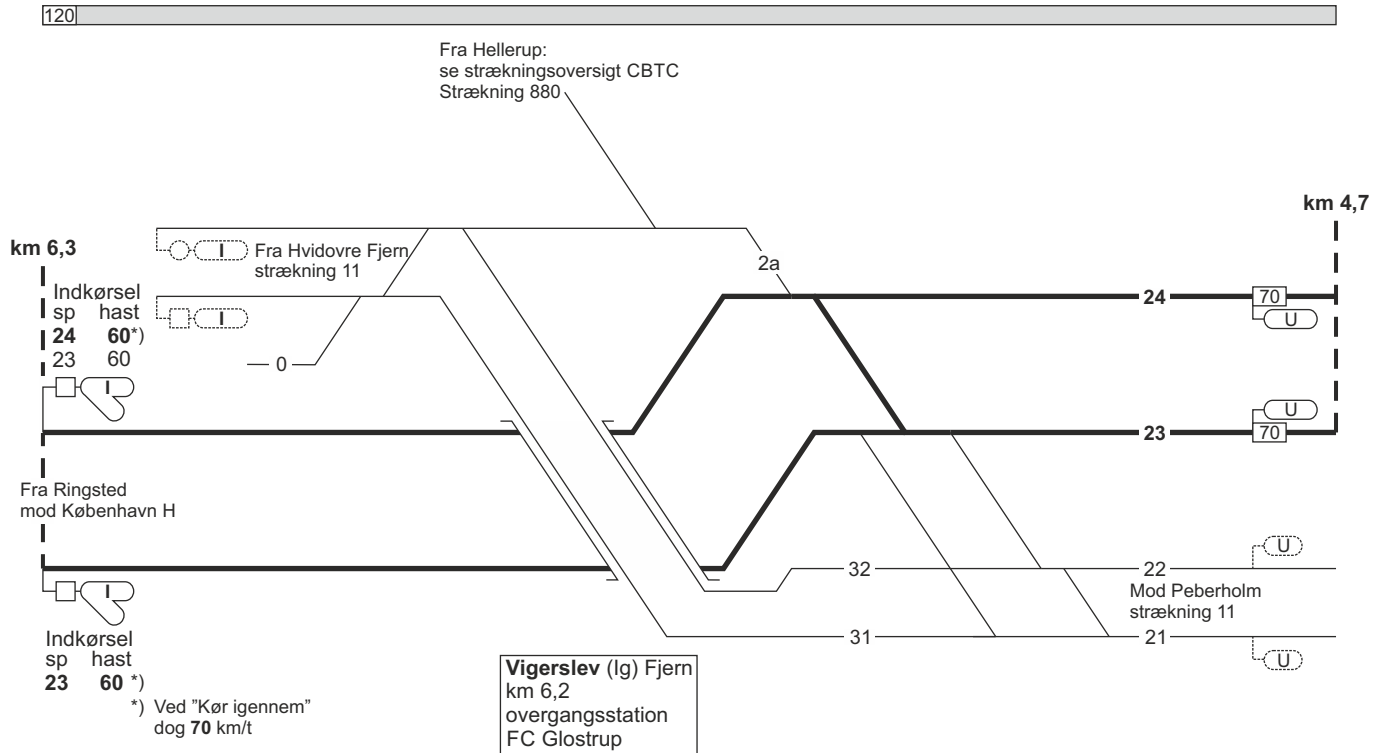 120
Fra Hellerup:
se strækningsoversigt CBTC
Strækning 880
km 4,7
km 6,3
I
Fra Hvidovre Fjern
strækning 11
2a
Indkørsel
sp hast
24 60*)
23 60
I
24
70
U
0
I
U
23
70
Fra Ringsted
mod København H
U
32
22
I
Mod Peberholm
strækning 11
31
21
Indkørsel
sp hast
23 60 *)
U
*) Ved ”Kør igennem”
dog 70 km/t
Vigerslev (Ig) Fjern
km 6,2
overgangsstation
FC Glostrup